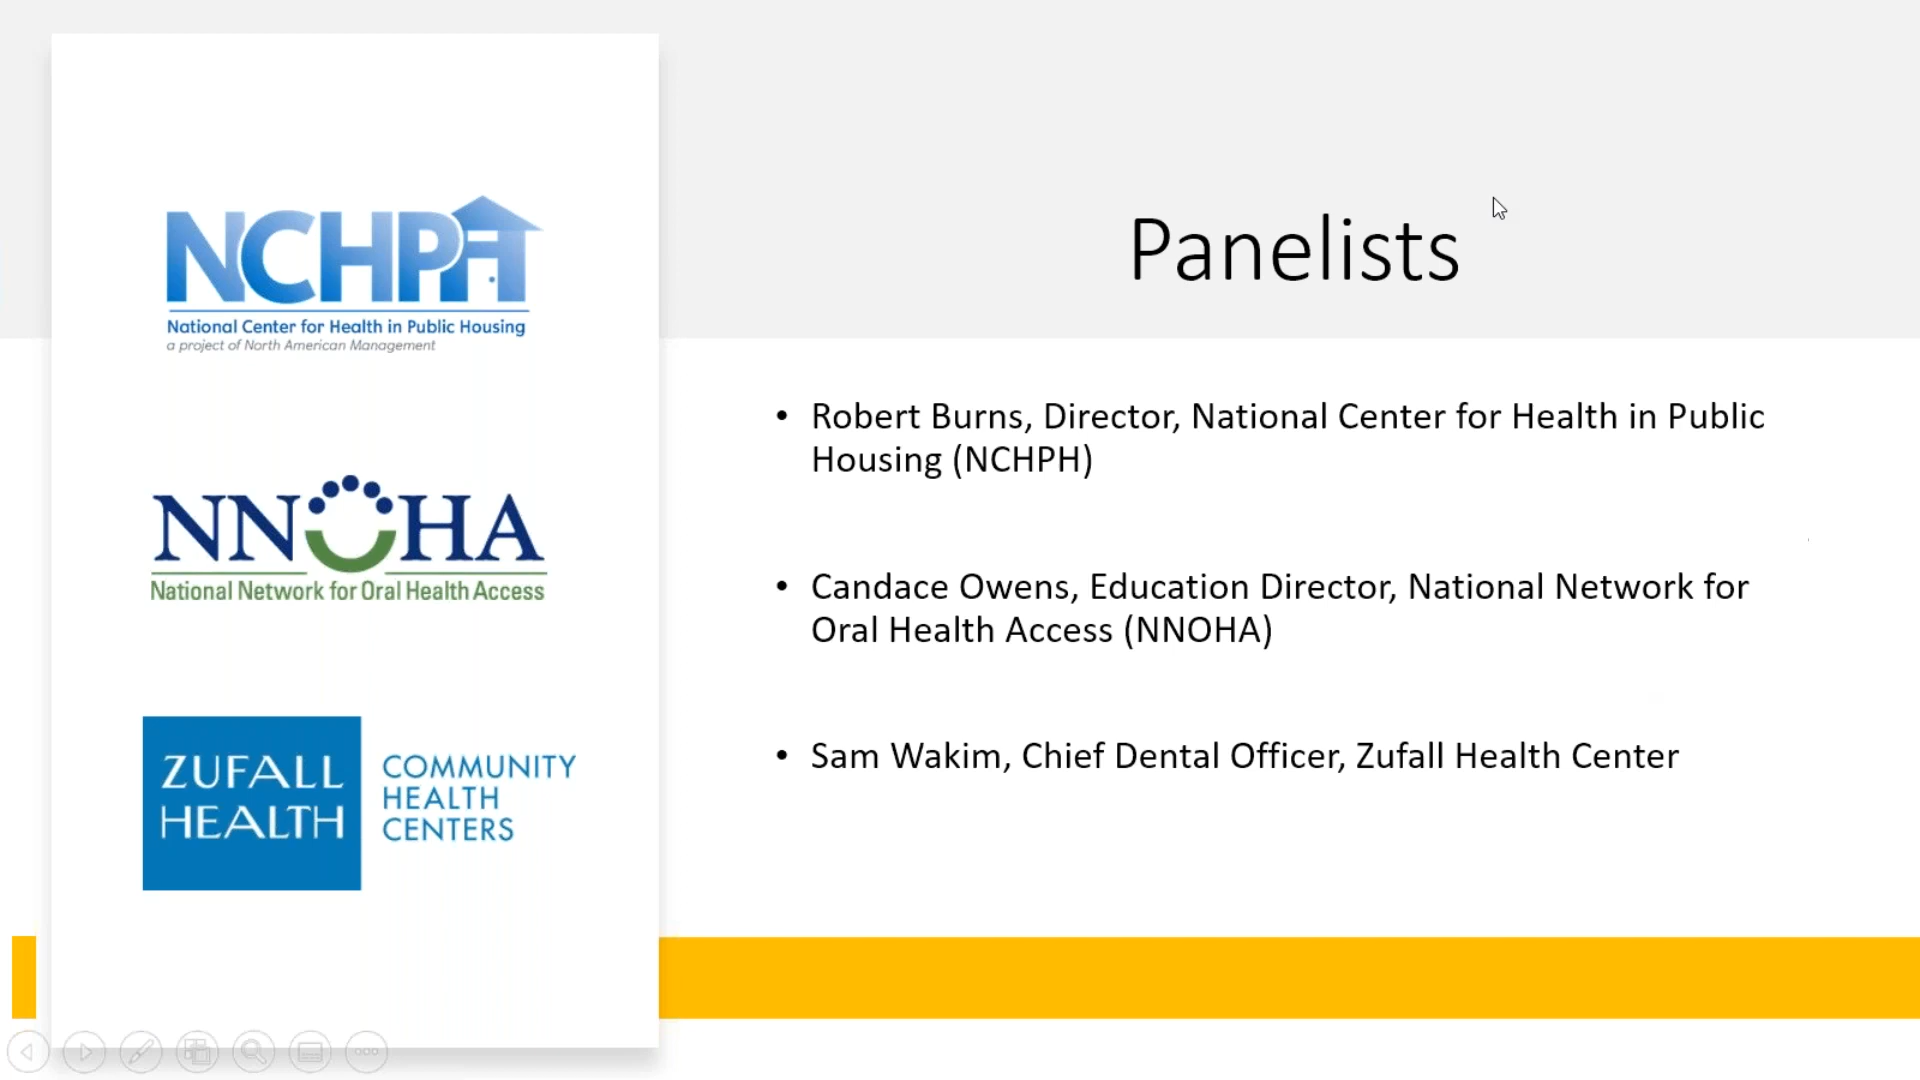 NCHPH
National Center for Health in Public Housing
a project of North American Management
NNOHA
National Network for Oral Health Access
ZUFALL
HEALTH
COMMUNITY
HEALTH
CENTERS
Panelists
• Robert Burns, Director, National Center for Health in Public
Housing (NCHPH)
• Candace Owens, Education Director, National Network for
Oral Health Access (NNOHA)
• Sam Wakim, Chief Dental Officer, Zufall Health Center